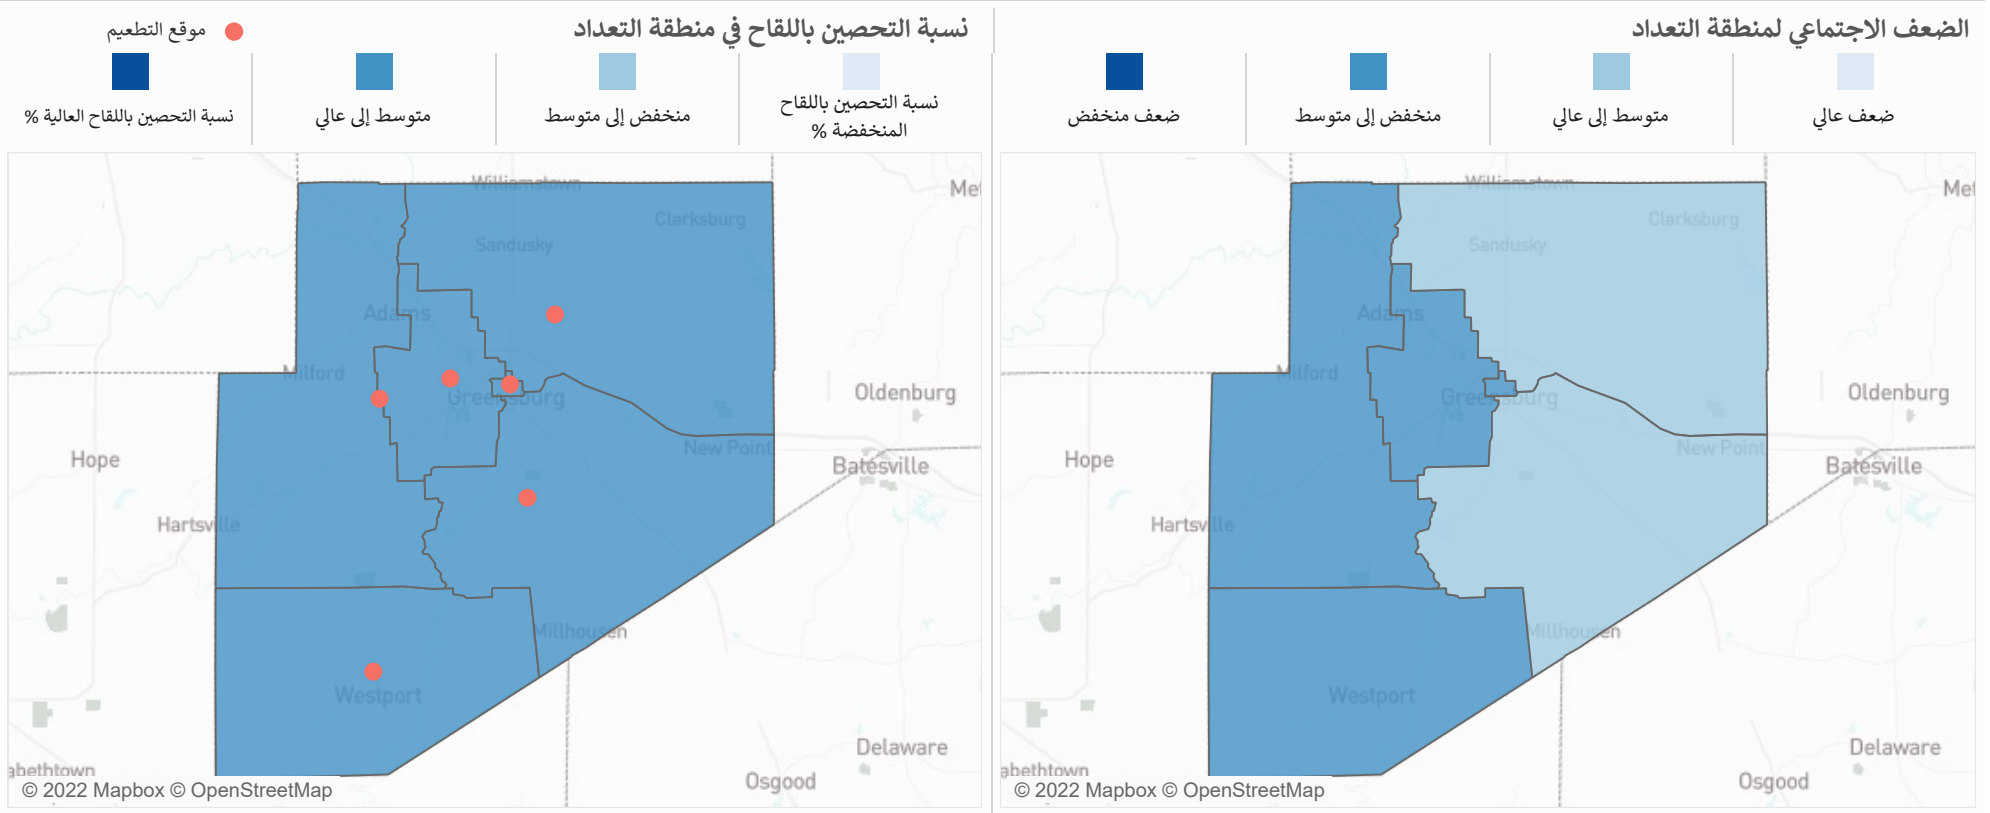 الضعف الاجتماعي لمنطقة التعداد
ضعف عالي
متوسط إلى عالي
منخفض إلى متوسط
ضعف منخفض
Williamstown
Clarksburg
Sandusky
Adams
Milford
Greensburg
Oldenburg
New Point
Hope
Batesville
Hartsville
Millhousen
Westport
Delaware
Osgood
abethtown
© 2022 Mapbox © OpenStreetMap
نسبة التحصين باللقاح في منطقة التعداد
موقع التطعيم
نسبة التحصين باللقاح
المنخفضة %
منخفض إلى متوسط
متوسط إلى عالي
نسبة التحصين باللقاح العالية %
Williamstown
Clarksburg
Sandusky
Adams
Milford
Greensburg
Oldenburg
New Point
Hope
Batesville
Hartsville
Millhousen
Westport
Delaware
Osgood
abethtown
© 2022 Mapbox © OpenStreetMap